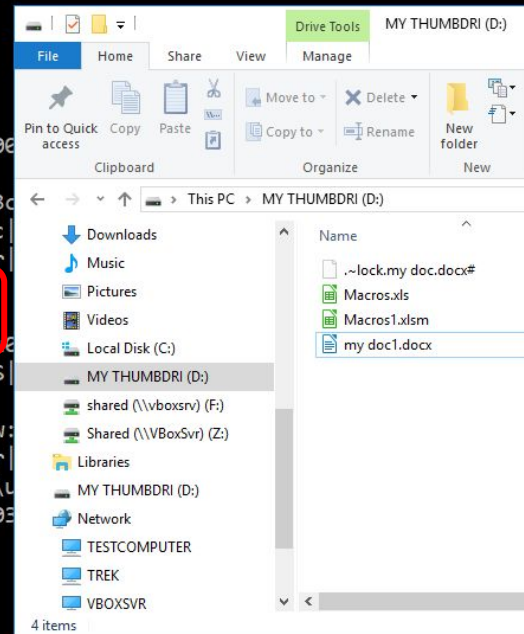 Drive Tools MY THUMBDRI (D:)
File Home Share View Manage
Pin to Quick access
Copy
Paste
Move to
Copy to
Delete
Rename
New folder
Clipboard Organize New
This PC > MY THUMBDRI (D:)
Downloads
Music
Pictures
Videos
Local Disk (C:)
MY THUMBDRI (D:)
shared (\\vboxsrv) (F:)
Shared (\\VBoxSvr) (Z:)
Libraries
MY THUMBDRI (D:)
Network
TESTCOMPUTER
TREK
VBOXSVR
Name
.~lock.my doc.docx#
Macros.xls
Macros1.xlsm
my doc1.docx
4 items